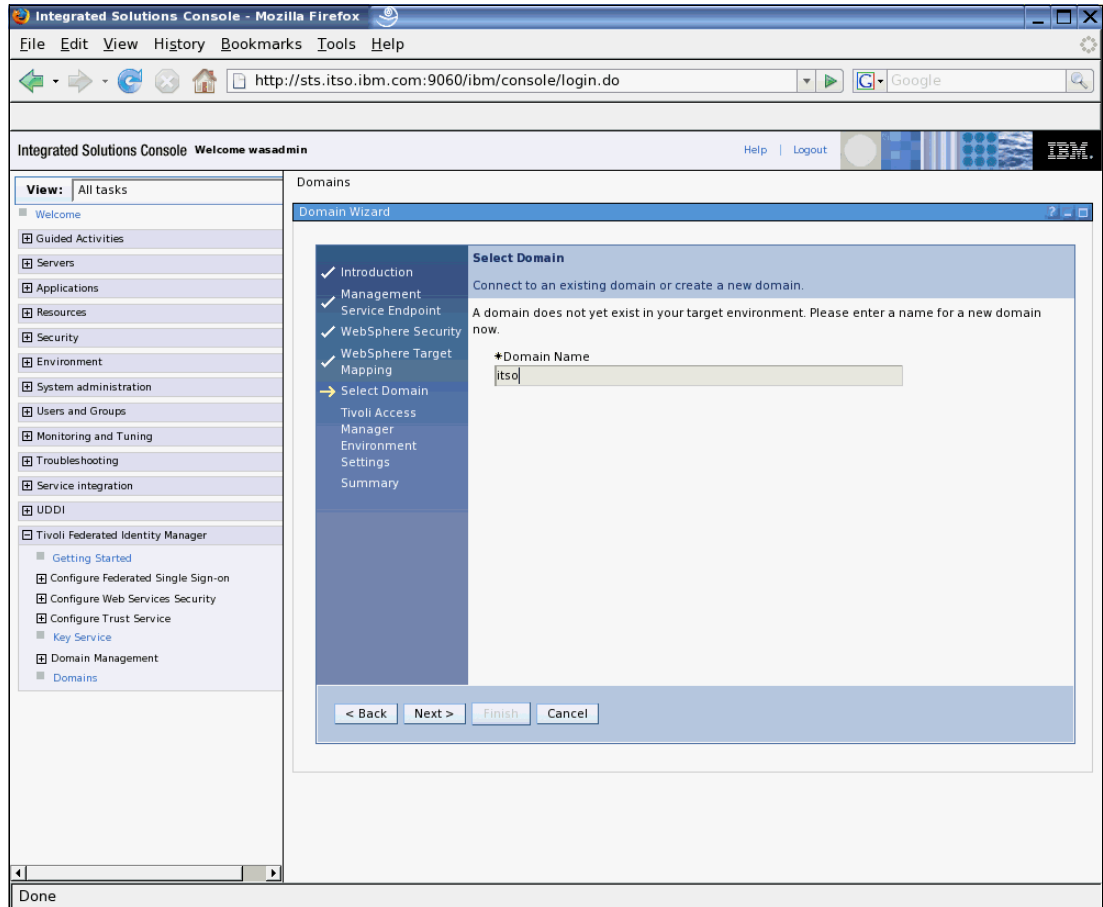 Integrated Solutions Console - Mozilla Firefox
File Edit View History Bookmarks Tools Help
http://sts.itso.ibm.com:9060/ibm/console/login.do
G Google
Integrated Solutions Console Welcome wasadmin
Help | Logout
IBM.
View: All tasks
Welcome
Guided Activities
Servers
Applications
Resources
Security
Environment
System administration
Users and Groups
Monitoring and Tuning
Troubleshooting
Service integration
UDDI
Tivoli Federated Identity Manager
Getting Started
Configure Federated Single Sign-on
Configure Web Services Security
Configure Trust Service
Key Service
Domain Management
Domains
Domains
Domain Wizard
?
Introduction
Management
Service Endpoint
WebSphere Security
WebSphere Target
Mapping
Select Domain
Tivoli Access
Manager
Environment
Settings
Summary
Select Domain
Connect to an existing domain or create a new domain.
A domain does not yet exist in your target environment. Please enter a name for a new domain
now.
Domain Name
itso
< Back Next > Finish Cancel
Done